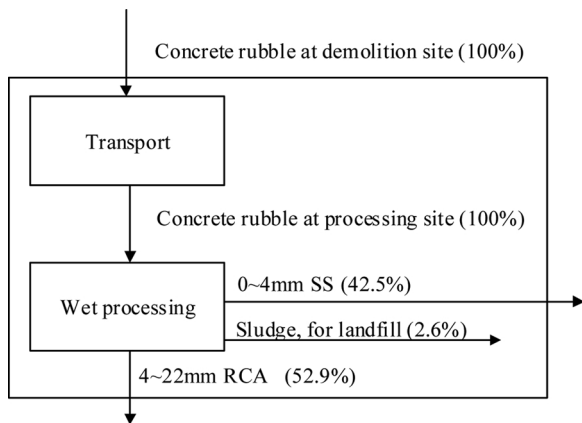 Concrete rubble at demolition site (100%)
Transport
Concrete rubble at processing site (100%)
Wet processing
0~4mm SS (42.5%)
Sludge, for landfill (2.6%)
4~22mm RCA (52.9%)